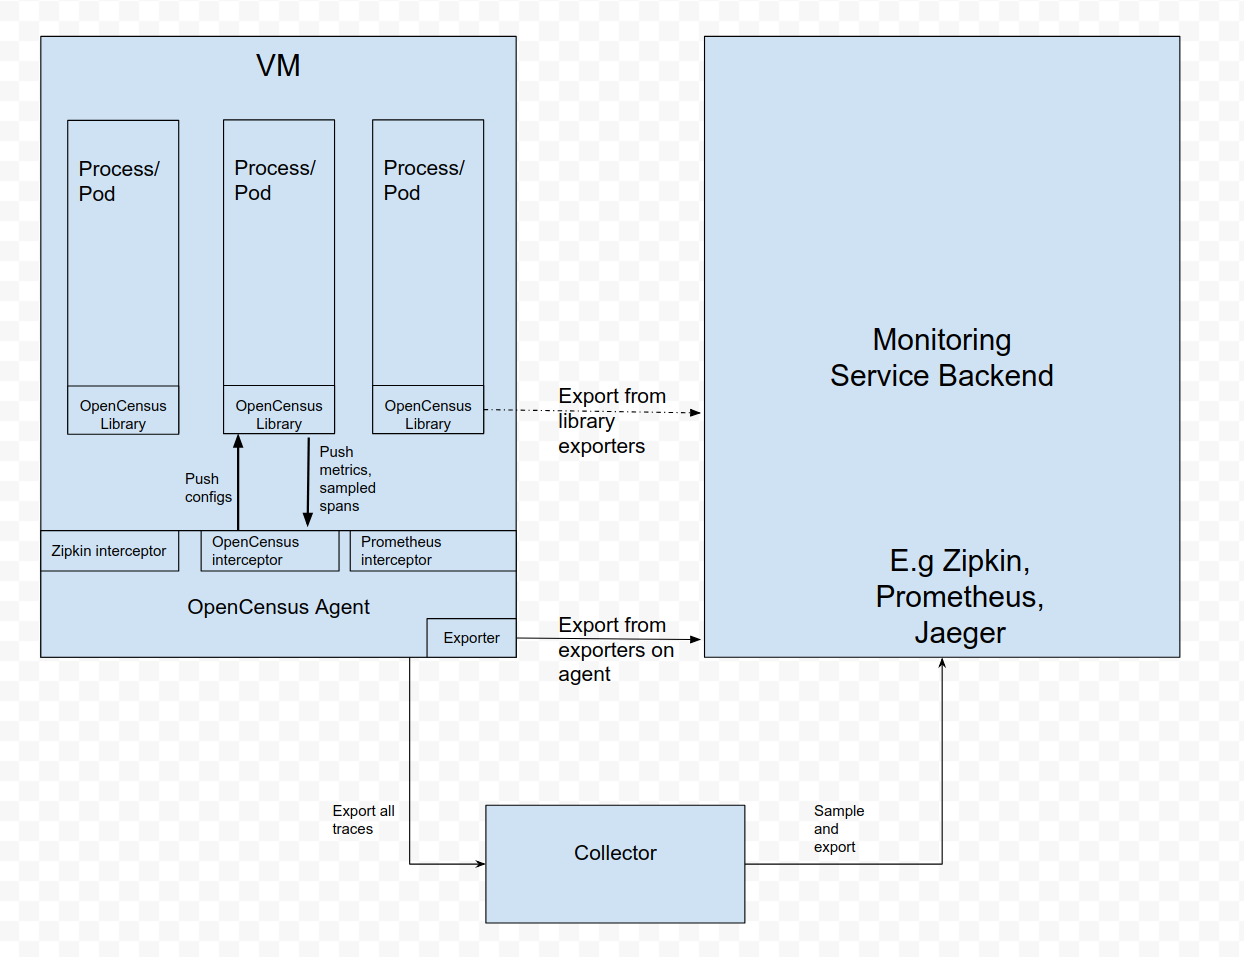 VM
Process/
Pod
Process/
Pod
Process/
Pod
OpenCensus
Library
OpenCensus
Library
OpenCensus
Library
Export from
library
exporters
Push
configs
Push
metrics,
sampled
spans
Zipkin interceptor
OpenCensus
interceptor
Prometheus
interceptor
OpenCensus Agent
Exporter
Export from
exporters on
agent
Monitoring
Service Backend
E.g Zipkin,
Prometheus,
Jaeger
Export all
traces
Collector
Sample
and
export